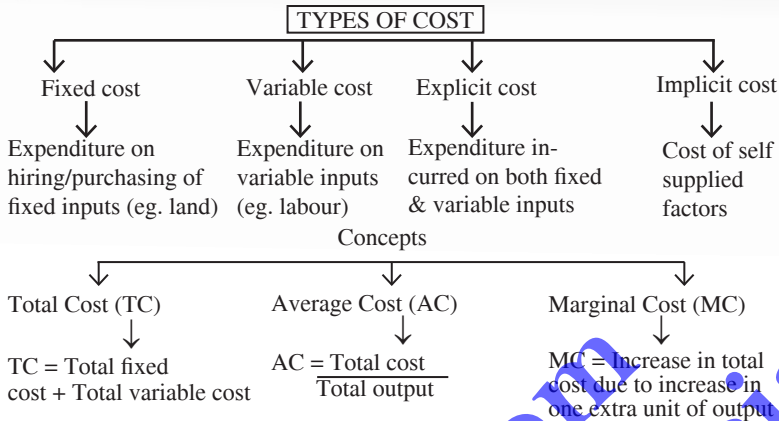 TYPES OF COST
Fixed cost
Variable cost
Explicit cost
Implicit cost
Expenditure on
hiring/purchasing of
fixed inputs (eg. land)
Expenditure on
variable inputs
(eg. labour)
Expenditure in-
curred on both fixed
& variable inputs
Cost of self
supplied
factors
Concepts
Total Cost (TC)
Average Cost (AC)
Marginal Cost (MC)
TC = Total fixed
cost + Total variable cost
AC = Total cost
Total output
MC = Increase in total
cost due to increase in
one extra unit of output